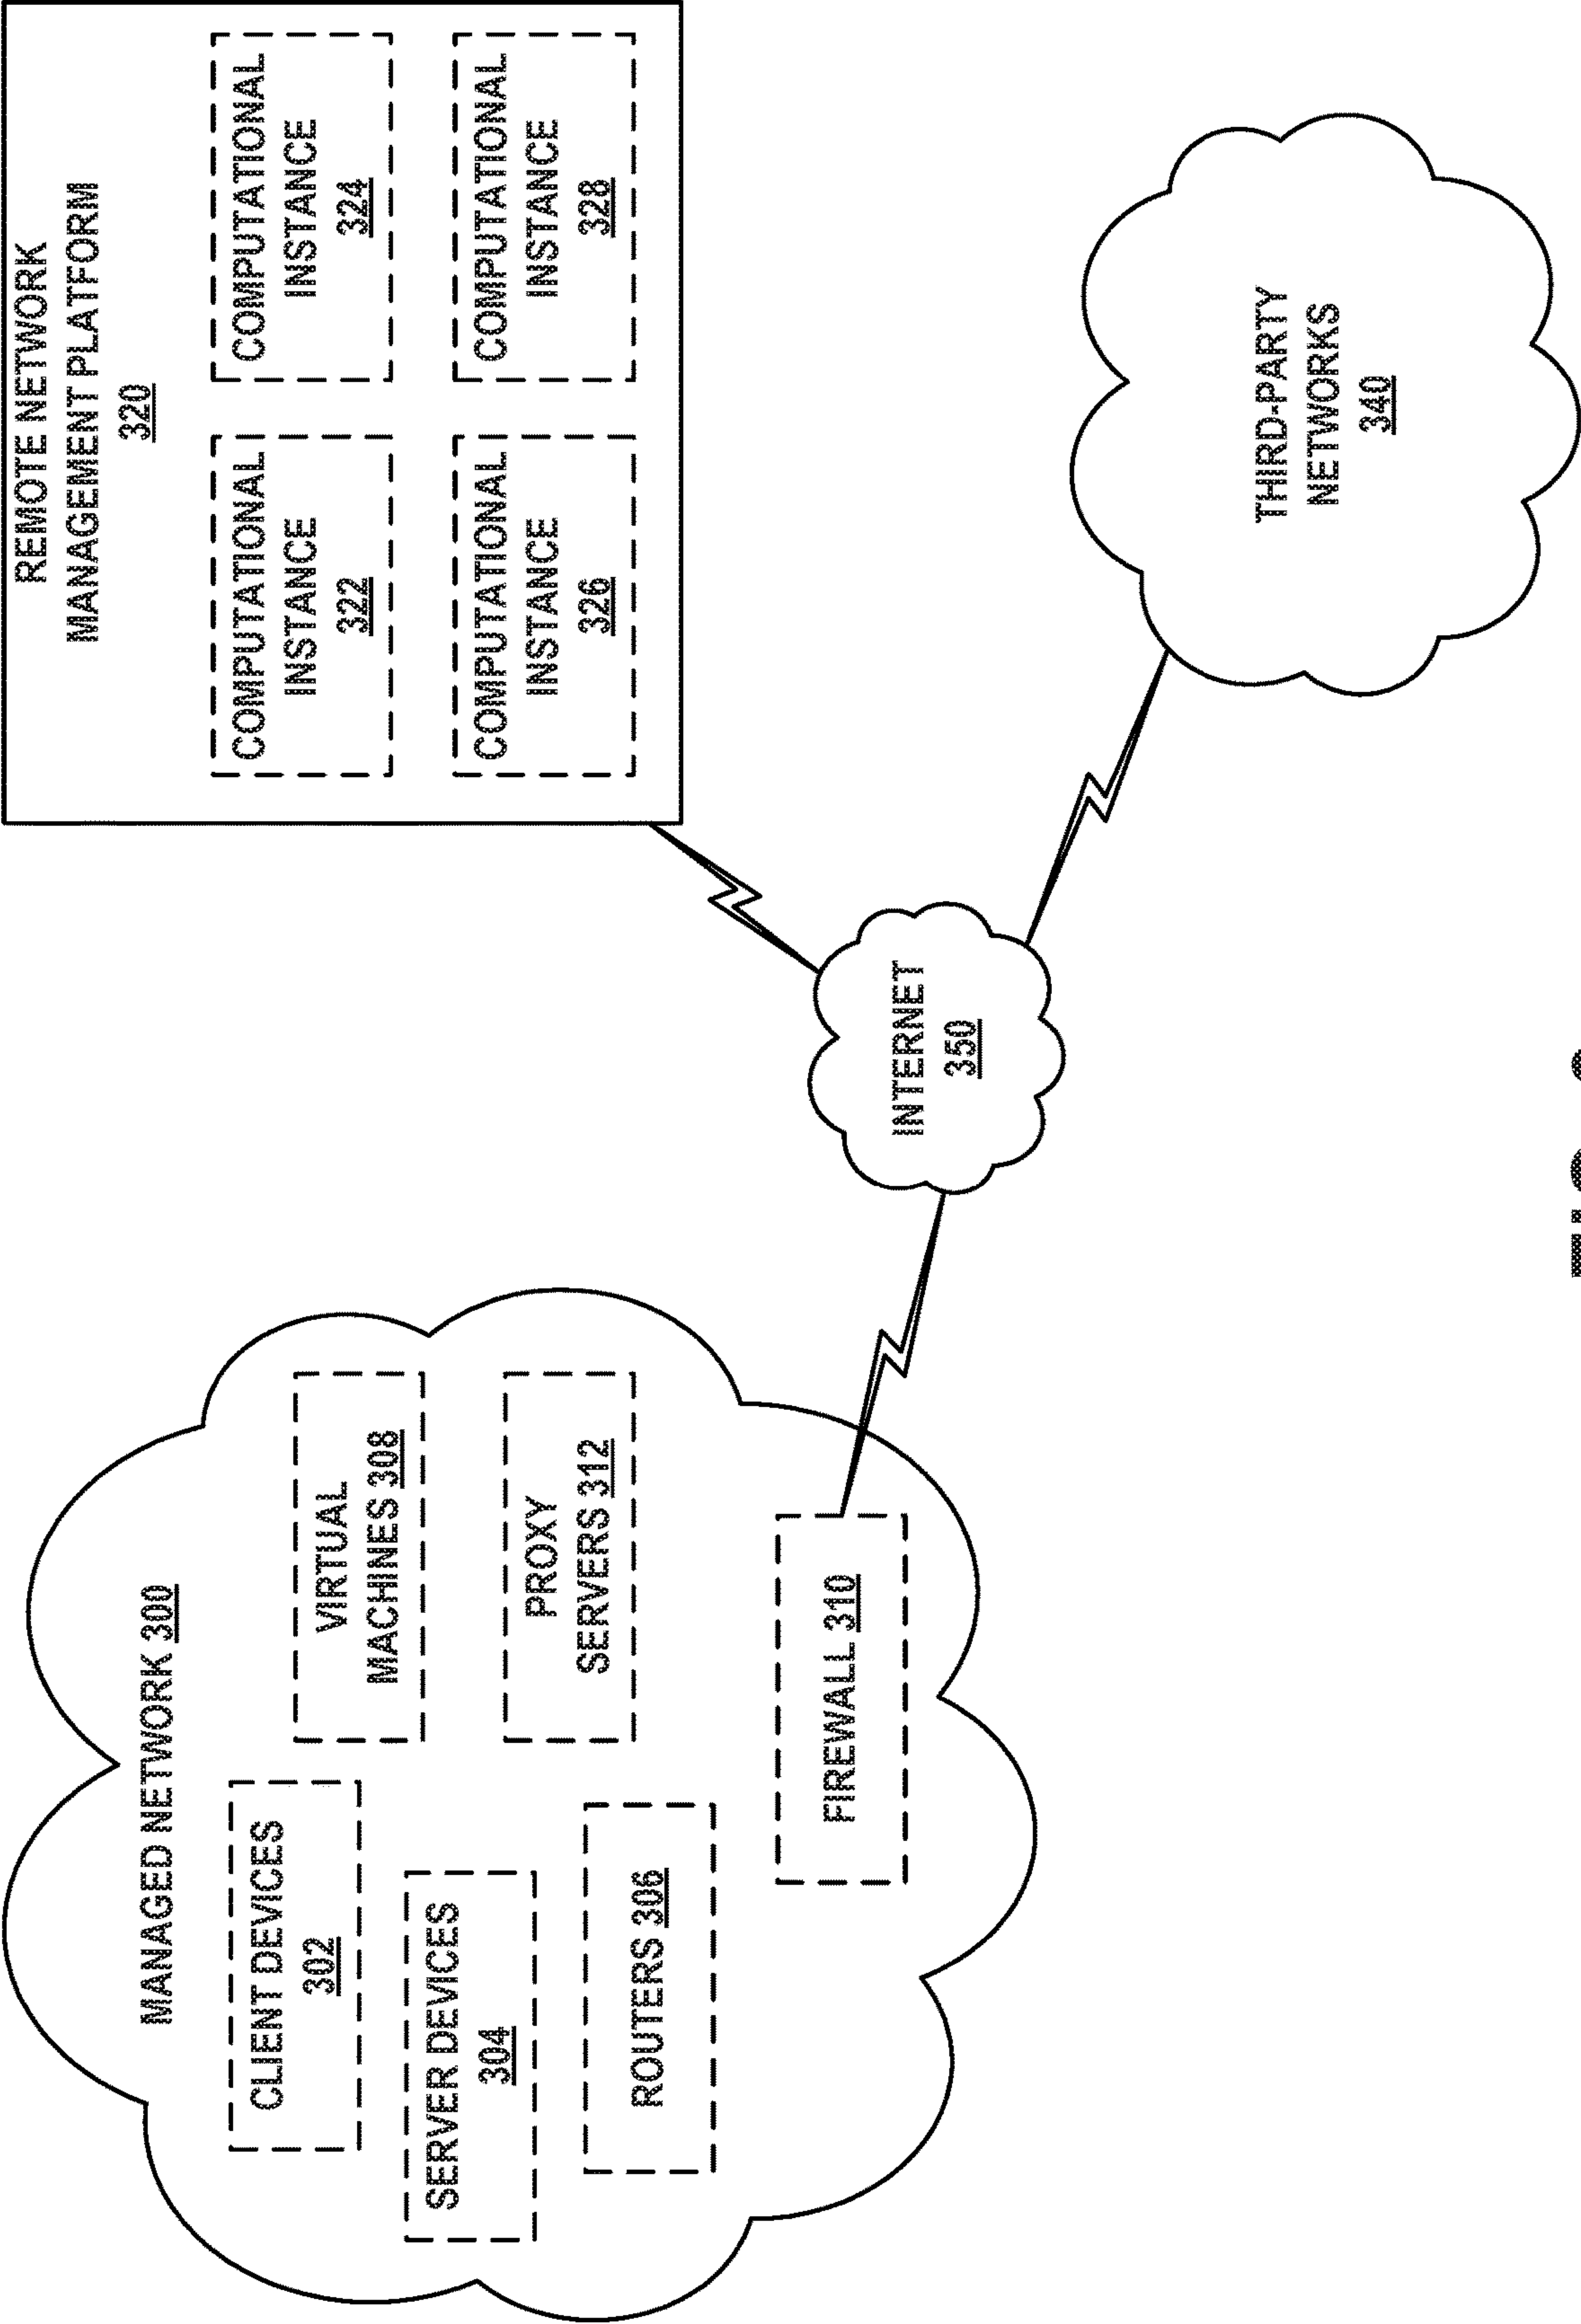 MANAGED NETWORK 300
CLIENT DEVICES
302
SERVER DEVICES
304
ROUTERS 306
VIRTUAL
MACHINES 308
PROXY
SERVERS 312
FIREWALL 310
REMOTE NETWORK
MANAGEMENT PLATFORM
320
COMPUTATIONAL
INSTANCE
322
COMPUTATIONAL
INSTANCE
324
COMPUTATIONAL
INSTANCE
326
COMPUTATIONAL
INSTANCE
328
INTERNET
350
THIRD-PARTY
NETWORKS
340